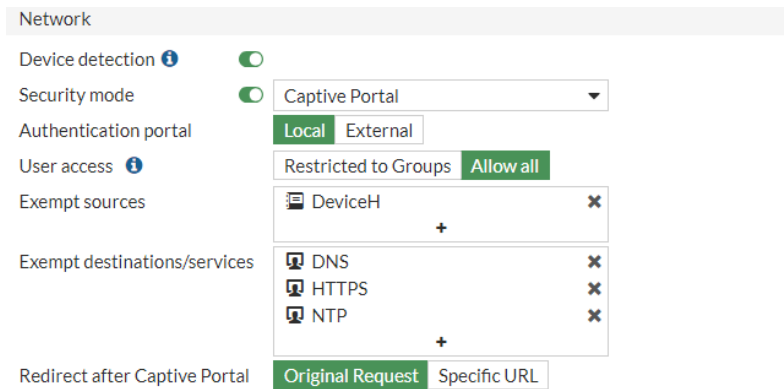 Network
Device detection
Security mode Captive Portal
Authentication portal Local External
User access Restricted to Groups Allow all
Exempt sources DeviceH
+
Exempt destinations/services DNS
HTTPS
NTP
+
Redirect after Captive Portal Original Request Specific URL